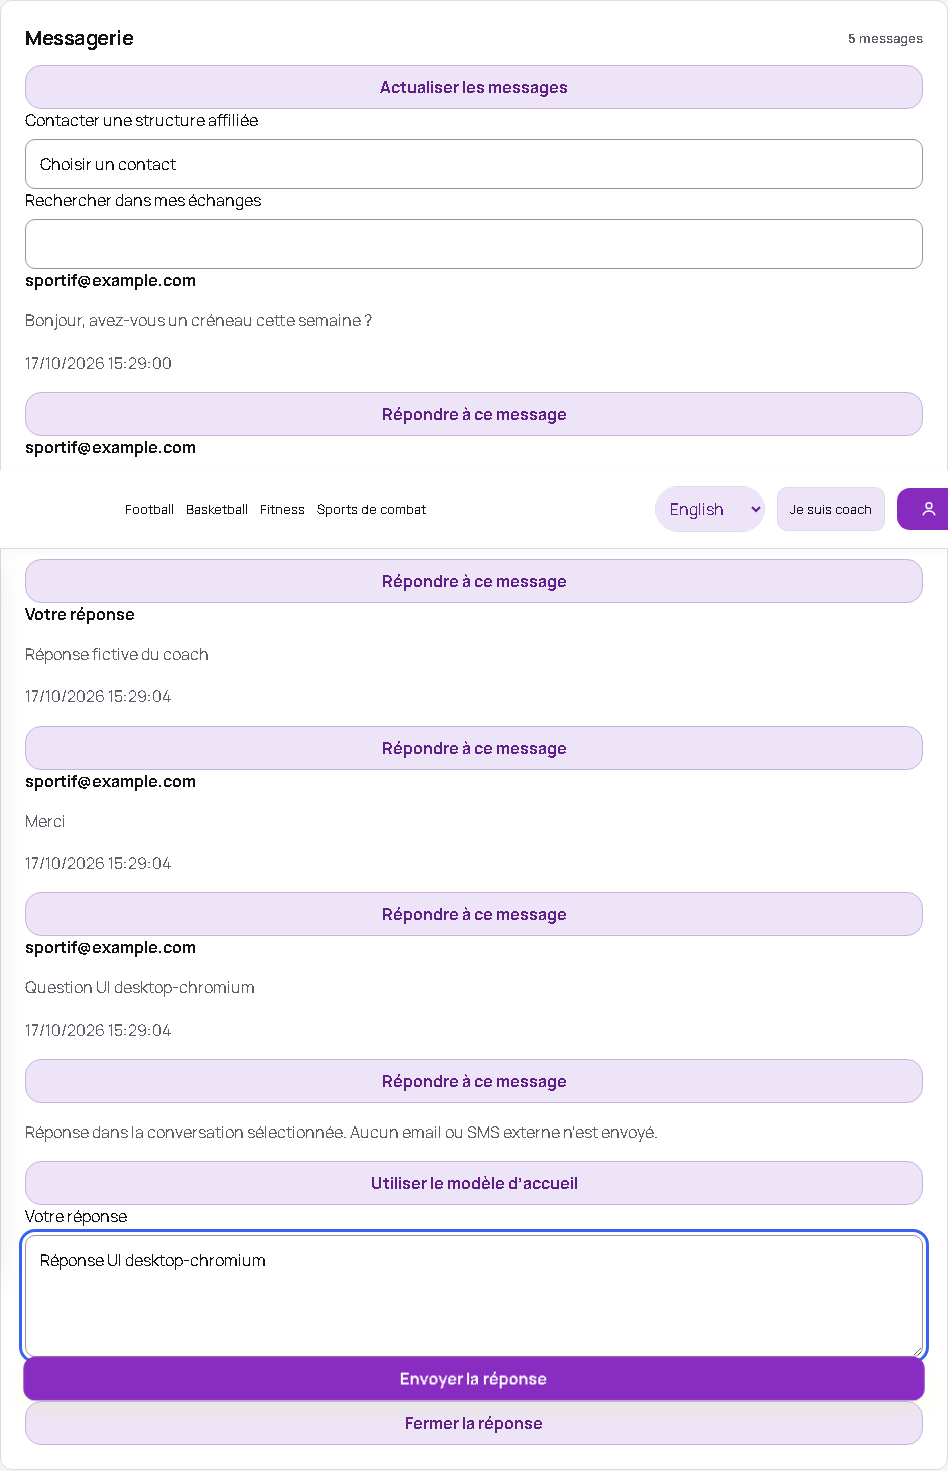 Messagerie
5 messages
Actualiser les messages
Contacter une structure affiliée
Choisir un contact
Rechercher dans mes échanges
sportif@example.com
Bonjour, avez-vous un créneau cette semaine ?
17/10/2026 15:29:00
Répondre à ce message
sportif@example.com
Football Basketball Fitness Sports de combat
English
Je suis coach
Répondre à ce message
Votre réponse
Réponse fictive du coach
17/10/2026 15:29:04
Répondre à ce message
sportif@example.com
Merci
17/10/2026 15:29:04
Répondre à ce message
sportif@example.com
Question UI desktop-chromium
17/10/2026 15:29:04
Répondre à ce message
Réponse dans la conversation sélectionnée. Aucun email ou SMS externe n'est envoyé.
Utiliser le modèle d’accueil
Votre réponse
Réponse UI desktop-chromium
Envoyer la réponse
Fermer la réponse